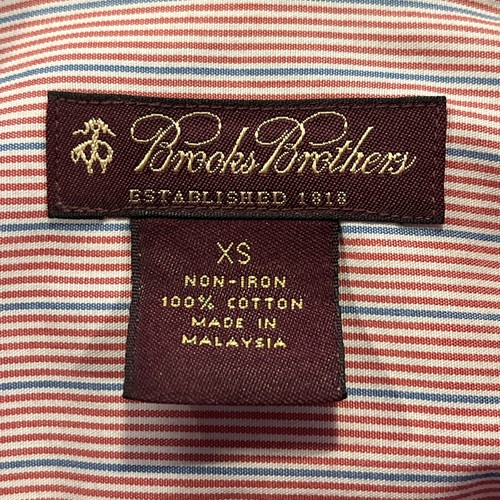 Brooks Brothers
ESTABLISHED 1818
XS
NON-IRON
100% COTTON
MADE IN
MALAYSIA